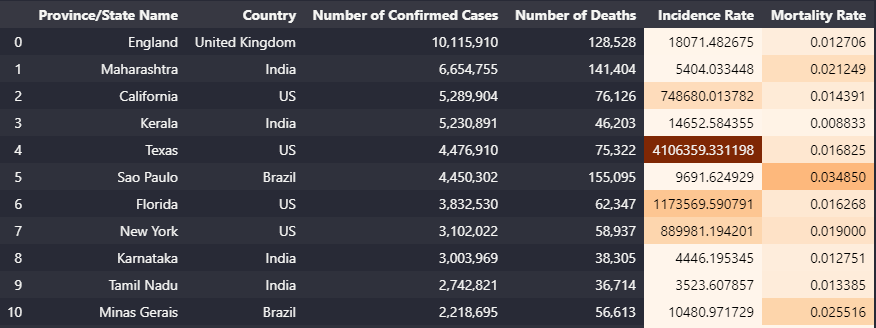 Province/State Name Country Number of Confirmed Cases Number of Deaths Incidence Rate Mortality Rate
0 England United Kingdom 10,115,910 128,528 18071.482675 0.012706
1 Maharashtra India 6,654,755 141,404 5404.033448 0.021249
2 California US 5,289,904 76,126 748680.013782 0.014391
3 Kerala India 5,230,891 46,203 14652.584355 0.008833
4 Texas US 4,476,910 75,322 4106359.331198 0.016825
5 Sao Paulo Brazil 4,450,302 155,095 9691.624929 0.034850
6 Florida US 3,832,530 62,347 1173569.590791 0.016268
7 New York US 3,102,022 58,937 889981.194201 0.019000
8 Karnataka India 3,003,969 38,305 4446.195345 0.012751
9 Tamil Nadu India 2,742,821 36,714 3523.607857 0.013385
10 Minas Gerais Brazil 2,218,695 56,613 10480.971729 0.025516